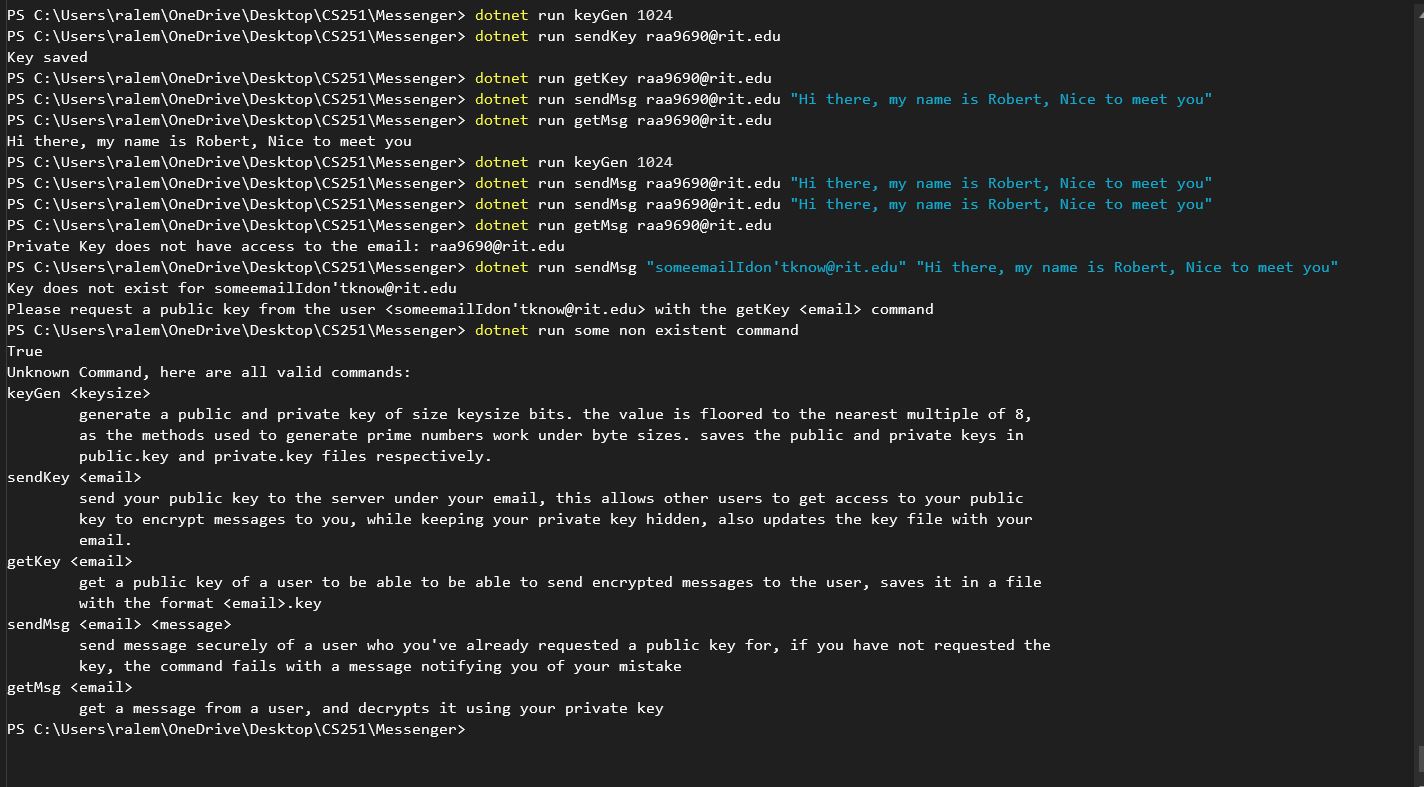 PS C:\Users\ralem\OneDrive\Desktop\CS251\Messenger> dotnet run keyGen 1024
PS C:\Users\ralem\OneDrive\Desktop\CS251\Messenger> dotnet run sendKey raa9690@rit.edu
Key saved
PS C:\Users\ralem\OneDrive\Desktop\CS251\Messenger> dotnet run getKey raa9690@rit.edu
PS C:\Users\ralem\OneDrive\Desktop\CS251\Messenger> dotnet run sendMsg raa9690@rit.edu "Hi there, my name is Robert, Nice to meet you"
PS C:\Users\ralem\OneDrive\Desktop\CS251\Messenger> dotnet run getMsg raa9690@rit.edu
Hi there, my name is Robert, Nice to meet you
PS C:\Users\ralem\OneDrive\Desktop\CS251\Messenger> dotnet run keyGen 1024
PS C:\Users\ralem\OneDrive\Desktop\CS251\Messenger> dotnet run sendMsg raa9690@rit.edu "Hi there, my name is Robert, Nice to meet you"
PS C:\Users\ralem\OneDrive\Desktop\CS251\Messenger> dotnet run sendMsg raa9690@rit.edu "Hi there, my name is Robert, Nice to meet you"
PS C:\Users\ralem\OneDrive\Desktop\CS251\Messenger> dotnet run getMsg raa9690@rit.edu
Private Key does not have access to the email: raa9690@rit.edu
PS C:\Users\ralem\OneDrive\Desktop\CS251\Messenger> dotnet run sendMsg "someemailIdon'tknow@rit.edu" "Hi there, my name is Robert, Nice to meet you"
Key does not exist for someemailIdon'tknow@rit.edu
Please request a public key from the user <someemailIdon'tknow@rit.edu> with the getKey <email> command
PS C:\Users\ralem\OneDrive\Desktop\CS251\Messenger> dotnet run some non existent command
True
Unknown Command, here are all valid commands:
keyGen <keysize>
        generate a public and private key of size keysize bits. the value is floored to the nearest multiple of 8,
        as the methods used to generate prime numbers work under byte sizes. saves the public and private keys in
        public.key and private.key files respectively.
sendKey <email>
        send your public key to the server under your email, this allows other users to get access to your public
        key to encrypt messages to you, while keeping your private key hidden, also updates the key file with your
        email.
getKey <email>
        get a public key of a user to be able to be able to send encrypted messages to the user, saves it in a file
        with the format <email>.key
sendMsg <email> <message>
        send message securely of a user who you've already requested a public key for, if you have not requested the
        key, the command fails with a message notifying you of your mistake
getMsg <email>
        get a message from a user, and decrypts it using your private key
PS C:\Users\ralem\OneDrive\Desktop\CS251\Messenger>